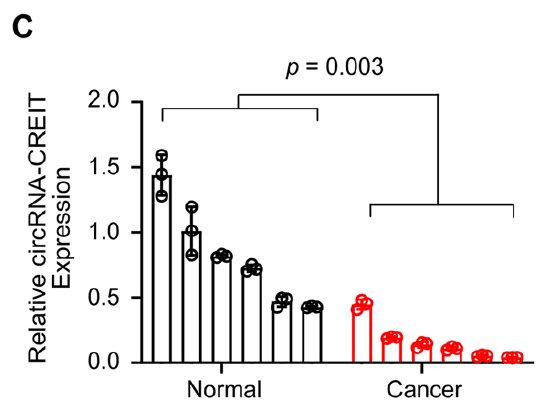 C
p = 0.003
Relative circRNA-CREIT
Expression
2.0
1.5
1.0
0.5
0.0
Normal
Cancer